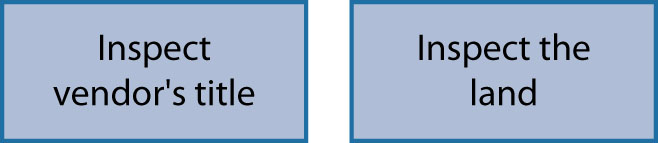 Inspect
vendor's title
Inspect the
land